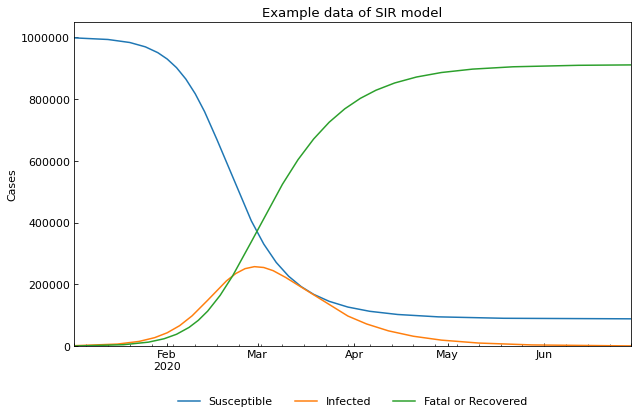 Example data of SIR model
1000000
800000
600000
400000
200000
0
Cases
Feb
2020
Mar
Apr
May
Jun
Susceptible
Infected
Fatal or Recovered